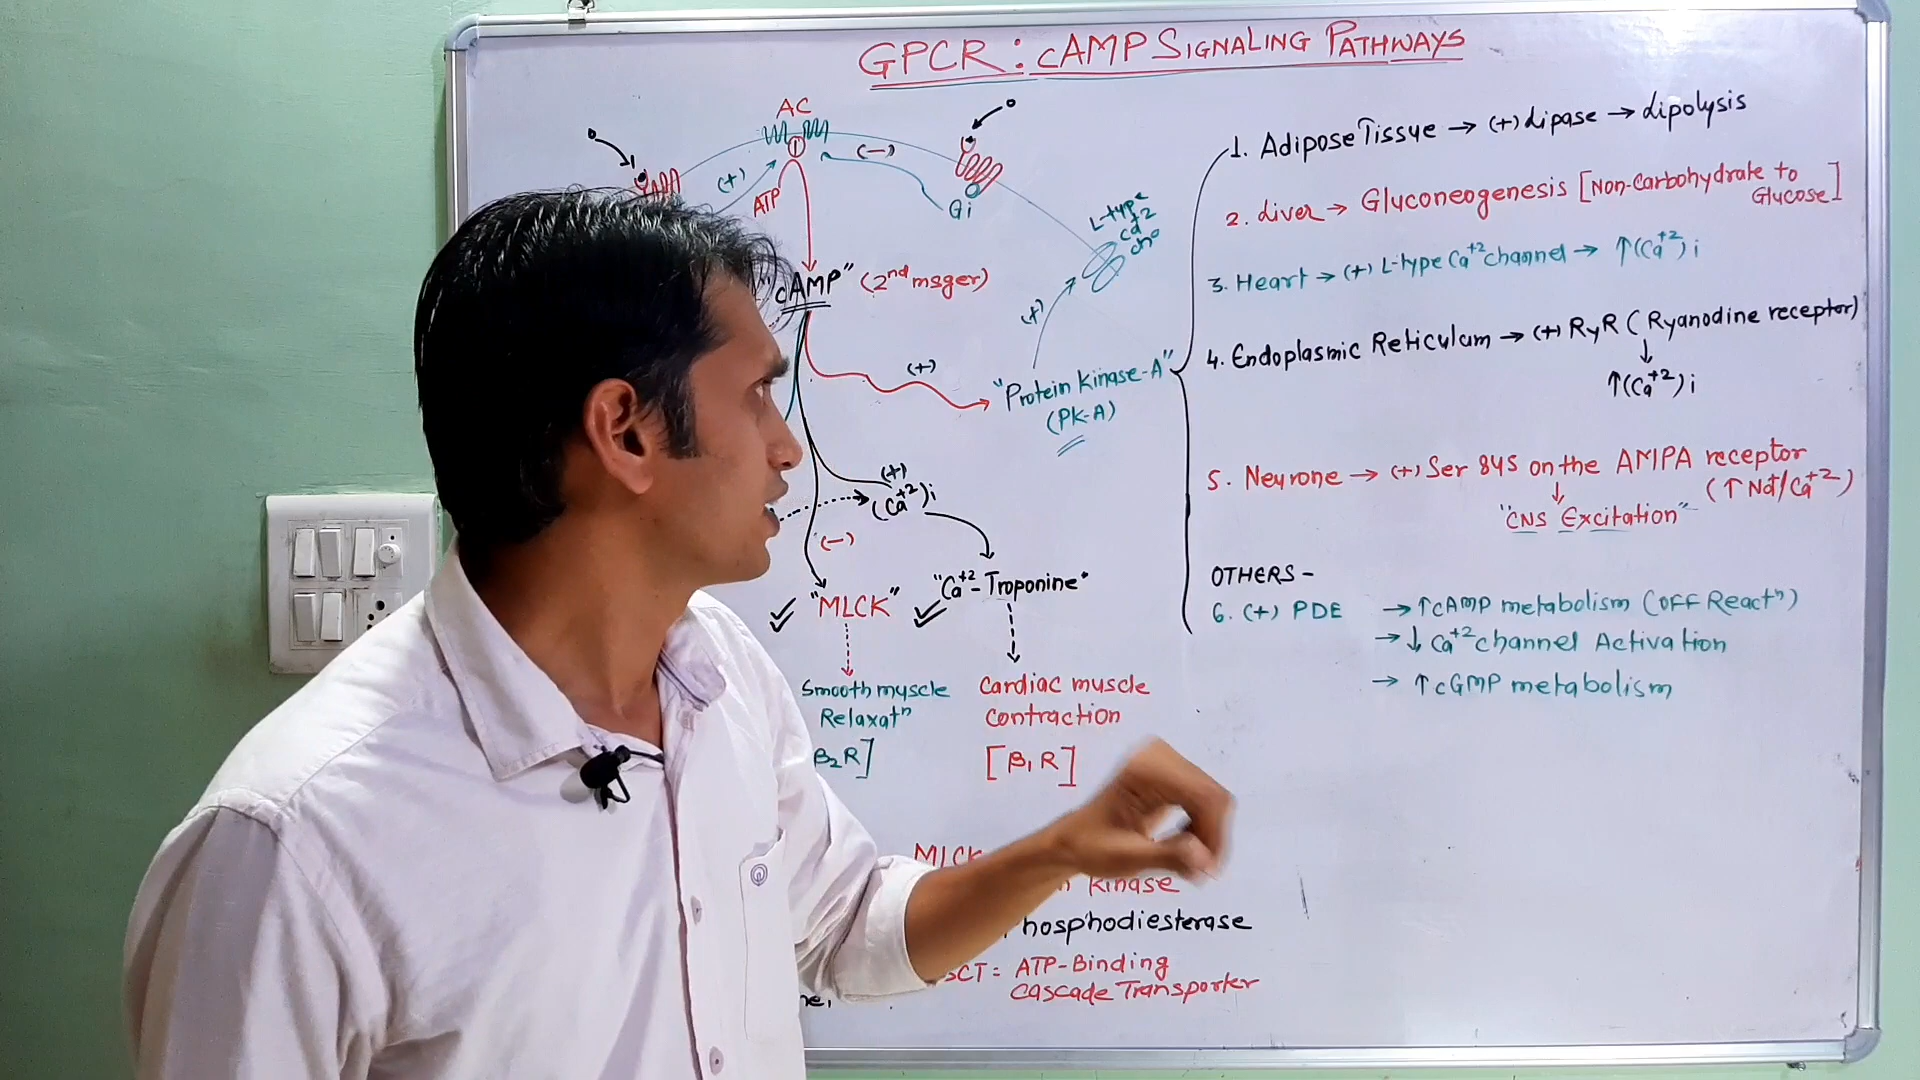 GPCR : cAMP SIGNALING PATHWAYS
AC
(+)
(-)
ATP
Gi
L-type
Ca+2
chⁿ
"cAMP" (2nd msger)
(+)
(+)
"Protein Kinase-A"
(PK-A)
(+)
(Ca+2)i
(-)
"MLCK"
"Ca+2-Troponine"
Smooth muscle
Relaxatⁿ
β2R]
Cardiac muscle
Contraction
[β1R]
MLCK
Kinase
hosphodiesterase
SCT = ATP-Binding
Cascade Transporter
1. Adipose Tissue → (+) Lipase → Lipolysis
2. Liver → Gluconeogenesis [Non-Carbohydrate to
Glucose]
3. Heart → (+) L-type Ca+2 channel → ↑(Ca+2)i
4. Endoplasmic Reticulum → (+) RyR (Ryanodine receptor)
↓
↑(Ca+2)i
5. Neurone → (+) Ser 845 on the AMPA receptor
(↑Na+/Ca+2)
↓
"CNS Excitation"
OTHERS -
6. (+) PDE → ↑cAMP metabolism (OFF Reactⁿ)
→ ↓ Ca+2 channel Activation
→ ↑cGMP metabolism